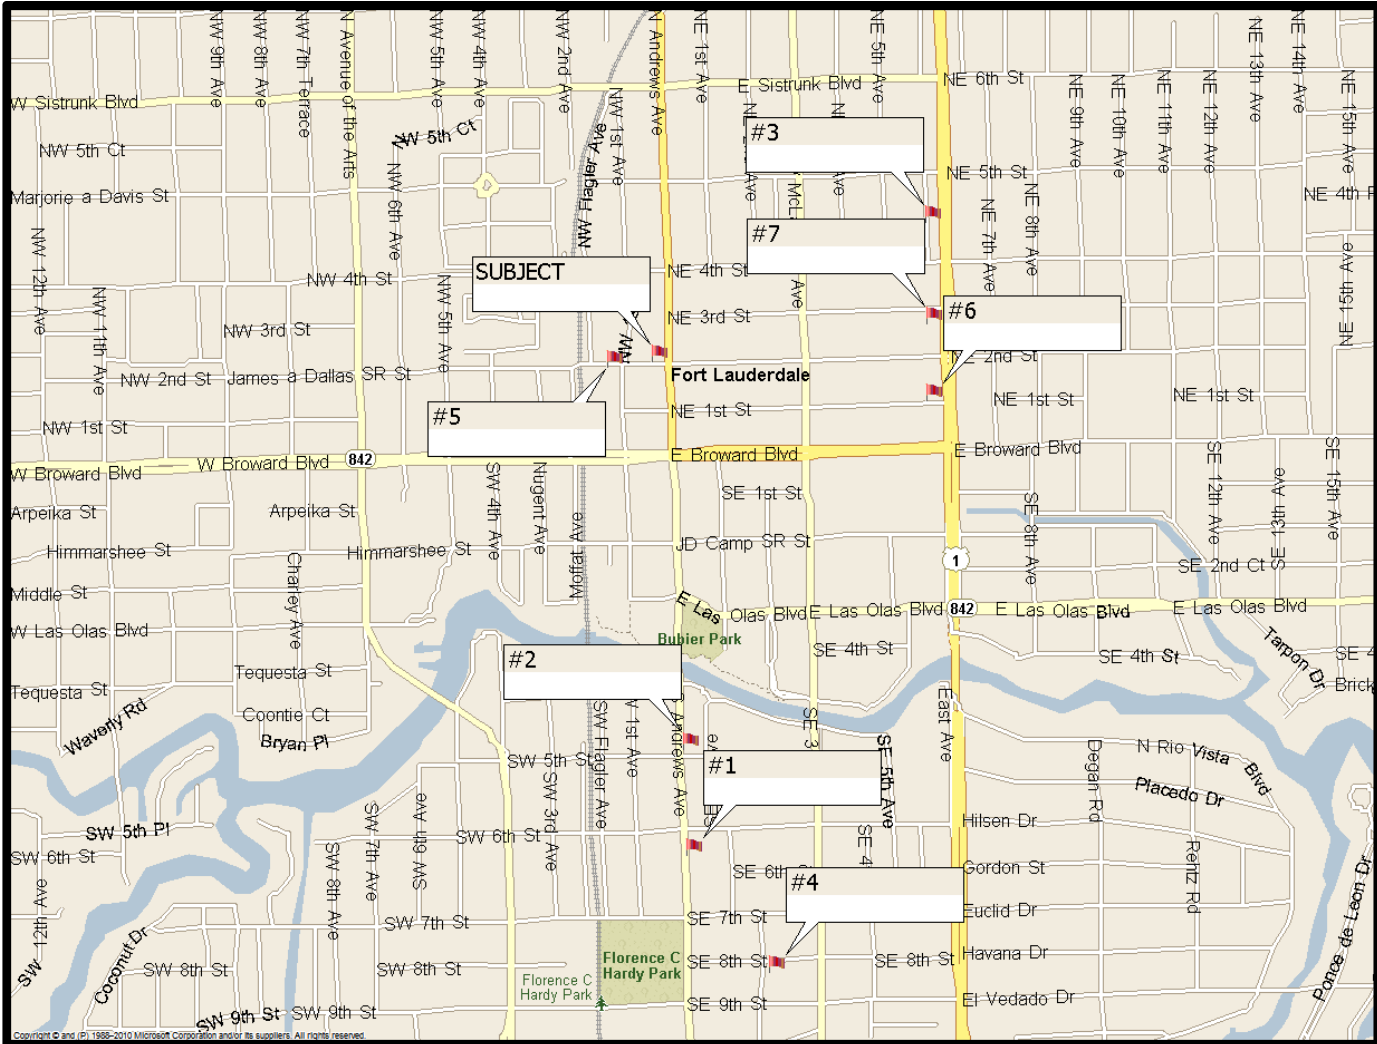 NW 9th Ave
NW 8th Ave
NW 7th Terrace
N Avenue of the Arts
NW 5th Ave
NW 4th Ave
NW 2nd Ave
N Andrews Ave
NE 1st Ave
NE 5th Ave
NE 13th Ave
NE 14th Ave
W Sistrunk Blvd
E Sistrunk Blvd
NE 6th St
NE 9th Ave
NE 10th Ave
NE 11th Ave
NE 12th Ave
NE 15th Ave
NW 1st Ave
NW Flagler Ave
NW 5th Ct
NW 5th Ct
#3
NE 5th St
Marjorie a Davis St
NW 6th Ave
Ave
Ave
NE 7th Ave
NE 8th Ave
NE 4th
NW 12th Ave
#7
SUBJECT
NE 4th St
NW 4th St
NW 5th Ave
NW 11th Ave
Ave
NE 15th Ave
#6
NE 3rd St
NW 3rd St
NW
2nd St
NW 2nd St
James a Dallas SR St
Fort Lauderdale
#5
NE 1st St
NE 1st St
NE 1st St
NW 1st St
W Broward Blvd
W Broward Blvd
842
E Broward Blvd
E Broward Blvd
SW 4th Ave
Nugent Ave
SE 12th Ave
SE 13th Ave
SE 15th Ave
SE 1st St
Arpeika St
Arpeika St
Moffat Ave
SE 8th Ave
Himmarshee St
Himmarshee St
JD Camp SR St
1
SE 2nd Ct
Charley Ave
Middle St
E Las
Olas Blvd
E Las Olas Blvd
842
E Las Olas Blvd
E Las Olas Blvd
W Las Olas Blvd
Bubier Park
SE 4th St
SE 4th St
Tarpon Dr
SE 4
#2
Tequesta St
Tequesta St
Brick
Waverly Rd
Coontie Ct
Bryan Pl
SW Flagler Ave
1st Ave
Andrews Ave
SE 3
East Ave
SE 5th Ave
N Rio Vista
Blvd
Degan Rd
SW 5th St
#1
SW 3rd Ave
Placedo Dr
SW 5th Pl
SW 7th Ave
SW 6th Ave
SW 6th St
SE 4
Hilsen Dr
SW 6th St
SW 8th Ave
SE 6th
#4
Gordon St
Rentz Rd
Ponce de Leon Dr
SW 12th Ave
SW 7th St
SE 7th St
Euclid Dr
Coconut Dr
SW 8th St
SW 8th St
Florence C
Hardy Park
SE 8th St
SE 8th St
Havana Dr
Florence C
Hardy Park
SW 9th St
SW 9th St
SE 9th St
El Vedado Dr
Copyright © and (P) 1988–2010 Microsoft Corporation and/or its suppliers. All rights reserved.